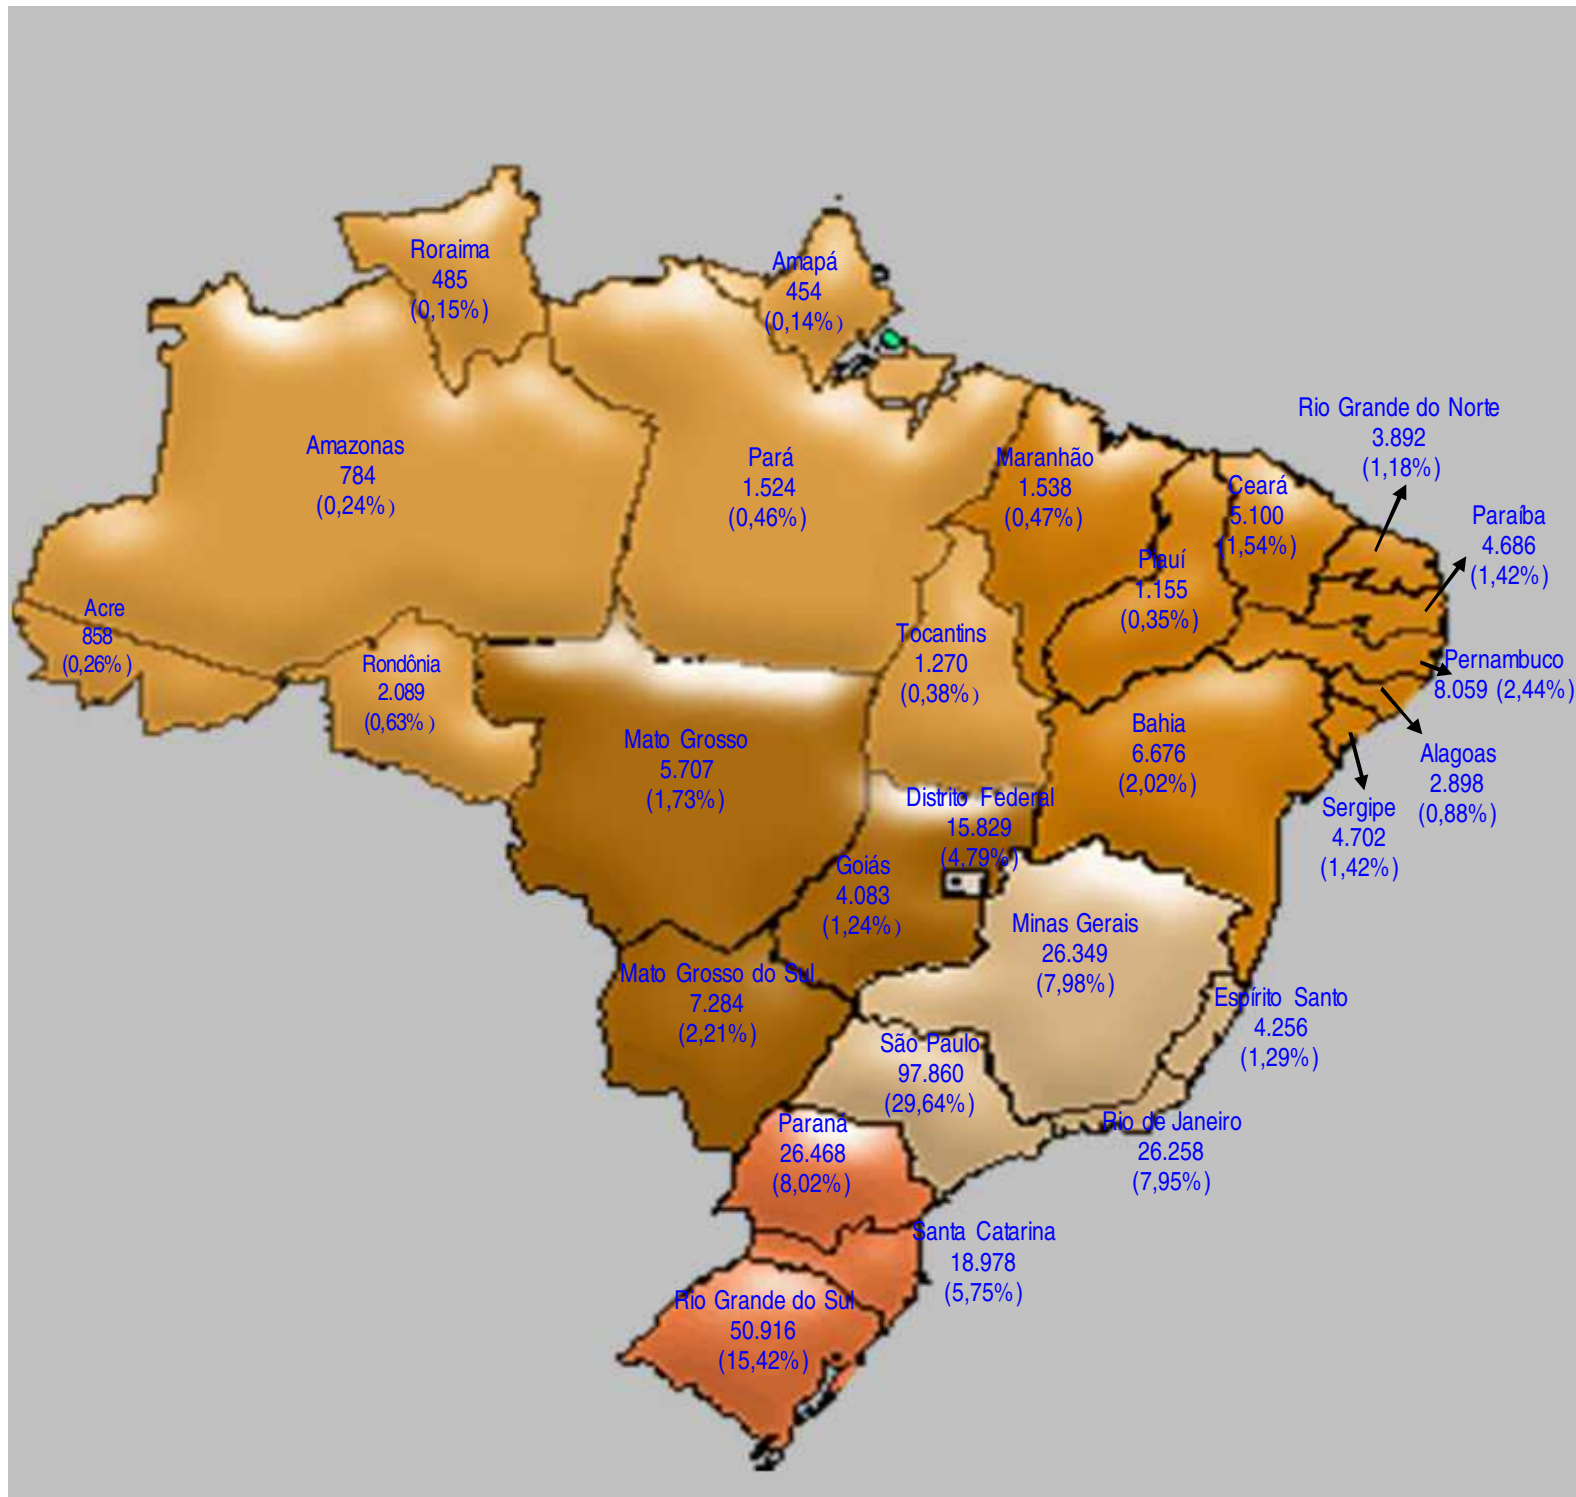 Roraima
485
(0,15%)
Amapá
454
(0,14%)
Rio Grande do Norte
3.892
(1,18%)
Amazonas
784
(0,24%)
Pará
1.524
(0,46%)
Maranhão
1.538
(0,47%)
Ceará
5.100
(1,54%)
Paraíba
4.686
(1,42%)
Piauí
1.155
(0,35%)
Acre
858
(0,26%)
Rondônia
2.089
(0,63%)
Tocantins
1.270
(0,38%)
Pernambuco
8.059 (2,44%)
Mato Grosso
5.707
(1,73%)
Bahia
6.676
(2,02%)
Alagoas
2.898
(0,88%)
Sergipe
4.702
(1,42%)
Distrito Federal
15.829
(4,79%)
Goiás
4.083
(1,24%)
Minas Gerais
26.349
(7,98%)
Mato Grosso do Sul
7.284
(2,21%)
Espírito Santo
4.256
(1,29%)
São Paulo
97.860
(29,64%)
Rio de Janeiro
26.258
(7,95%)
Paraná
26.468
(8,02%)
Santa Catarina
18.978
(5,75%)
Rio Grande do Sul
50.916
(15,42%)